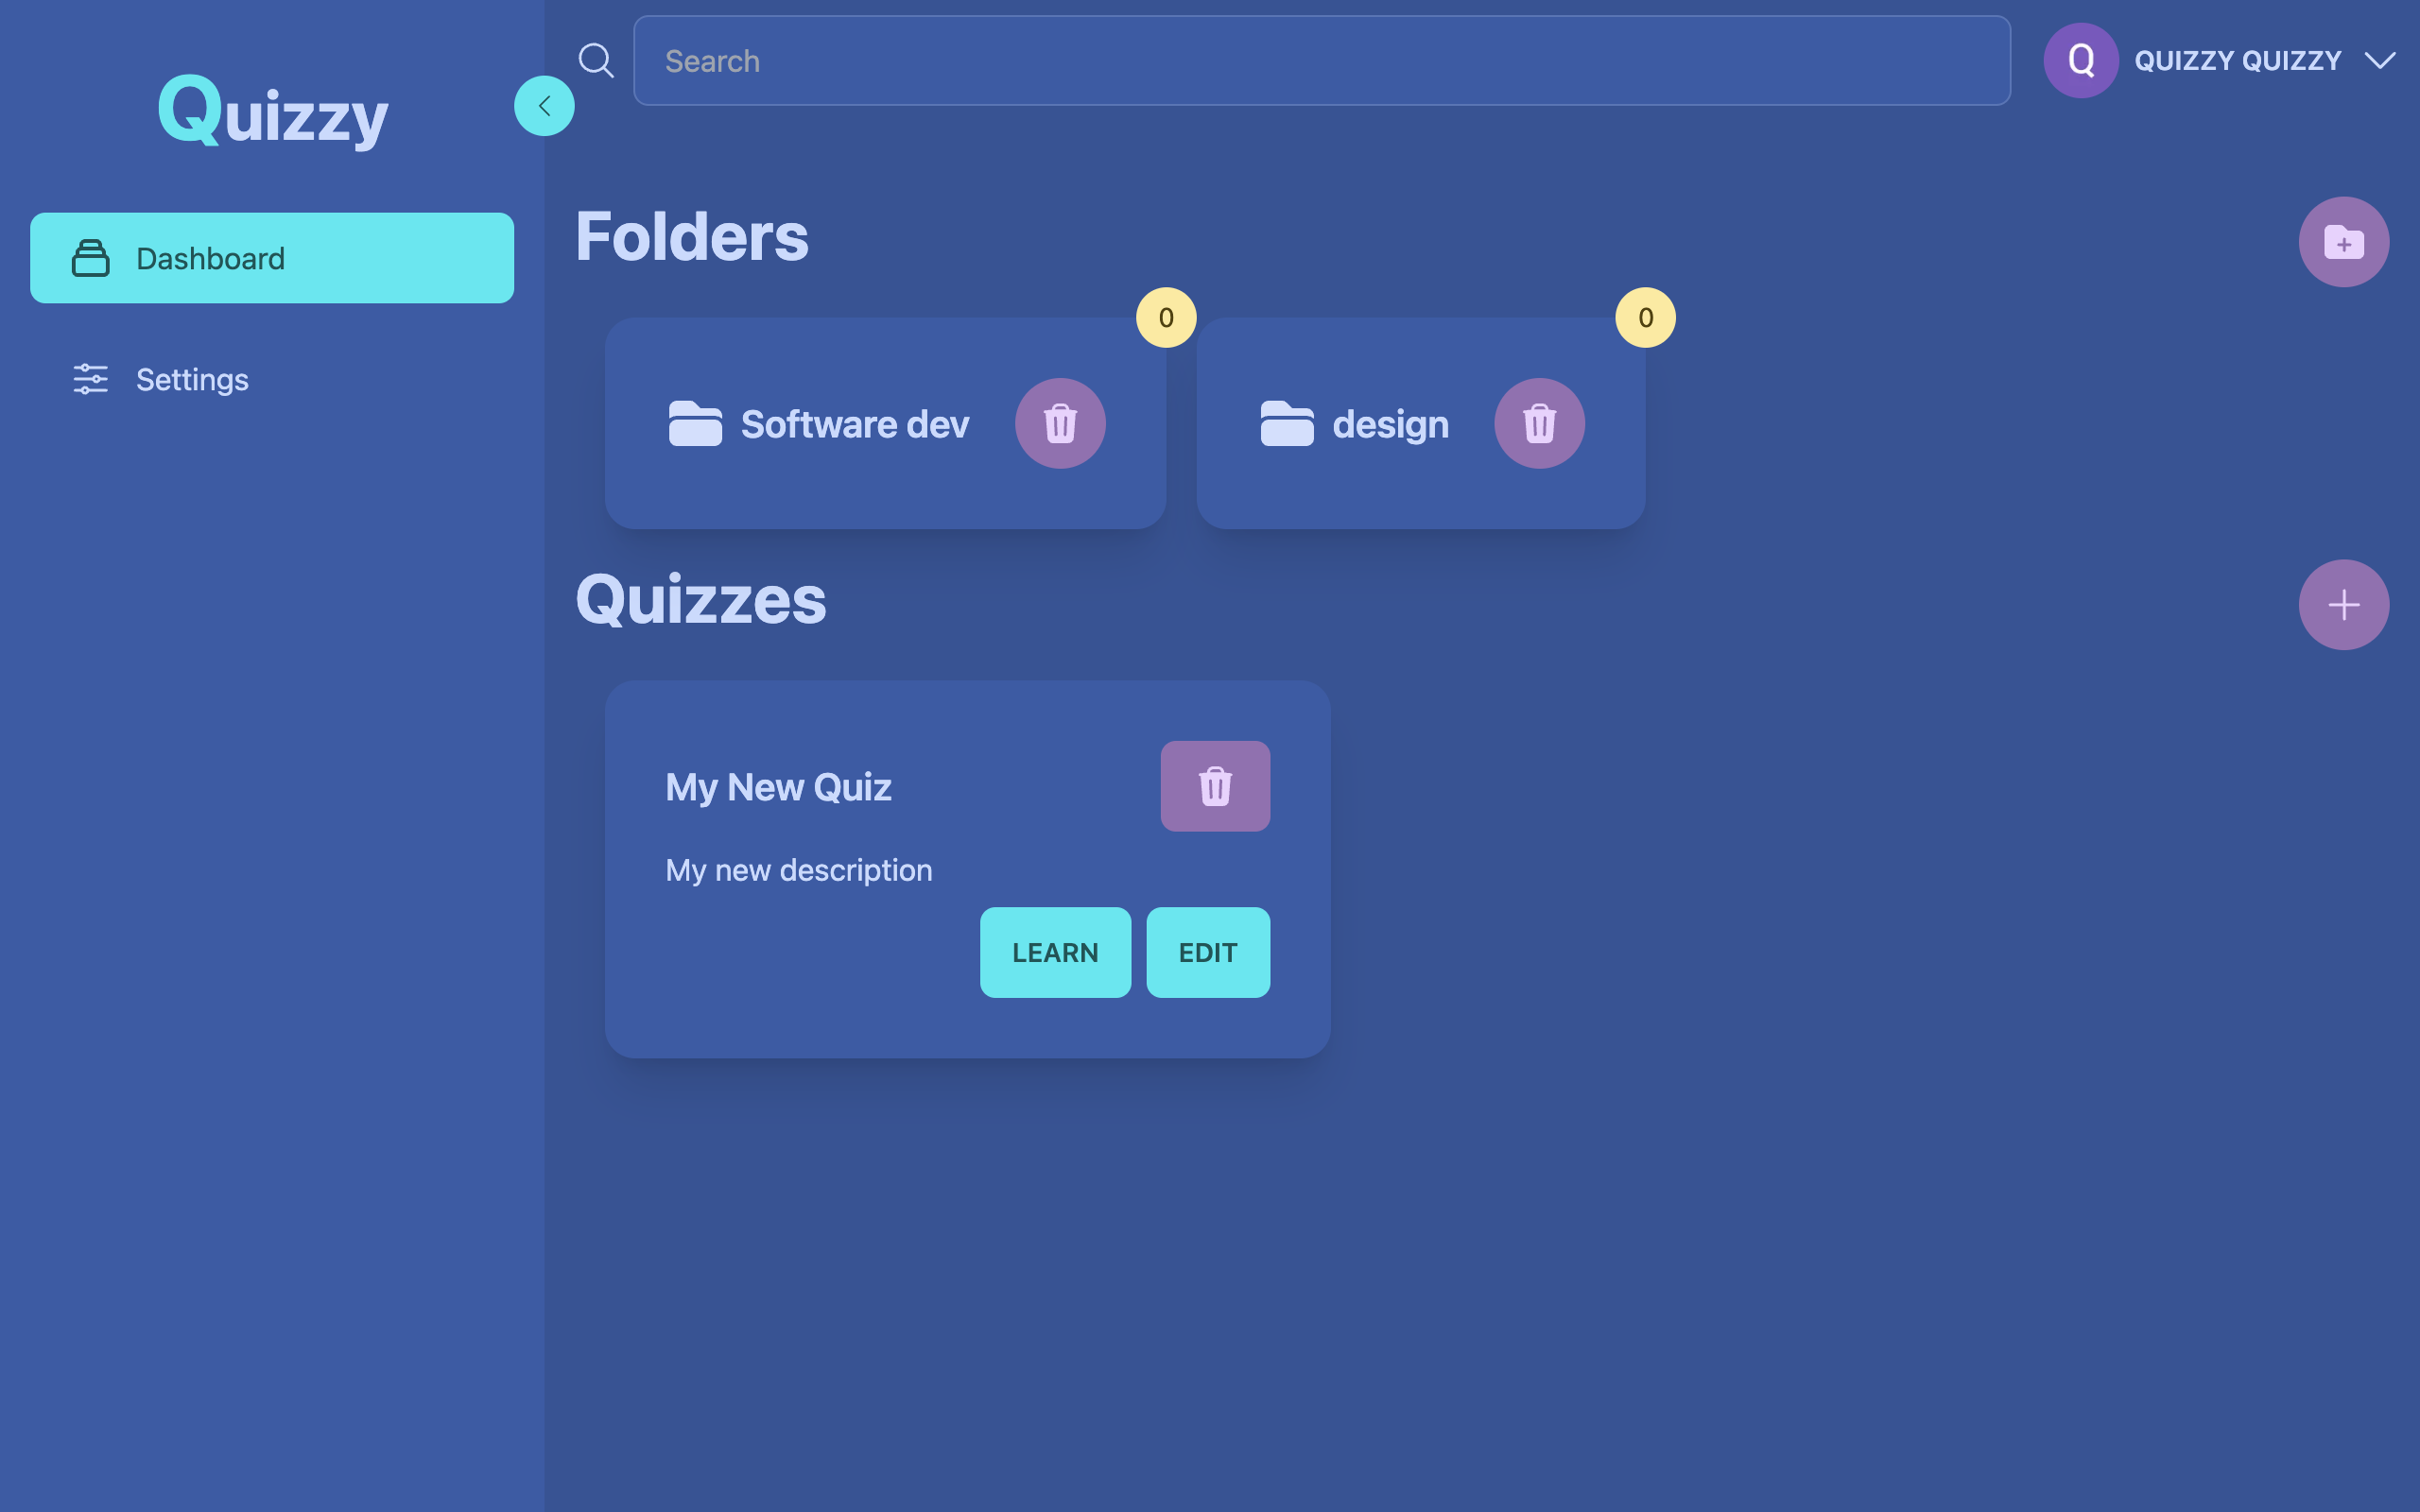 Quizzy
Search
Q
QUIZZY QUIZZY
Dashboard
Settings
Folders
0
0
Software dev
design
Quizzes
My New Quiz
My new description
LEARN
EDIT